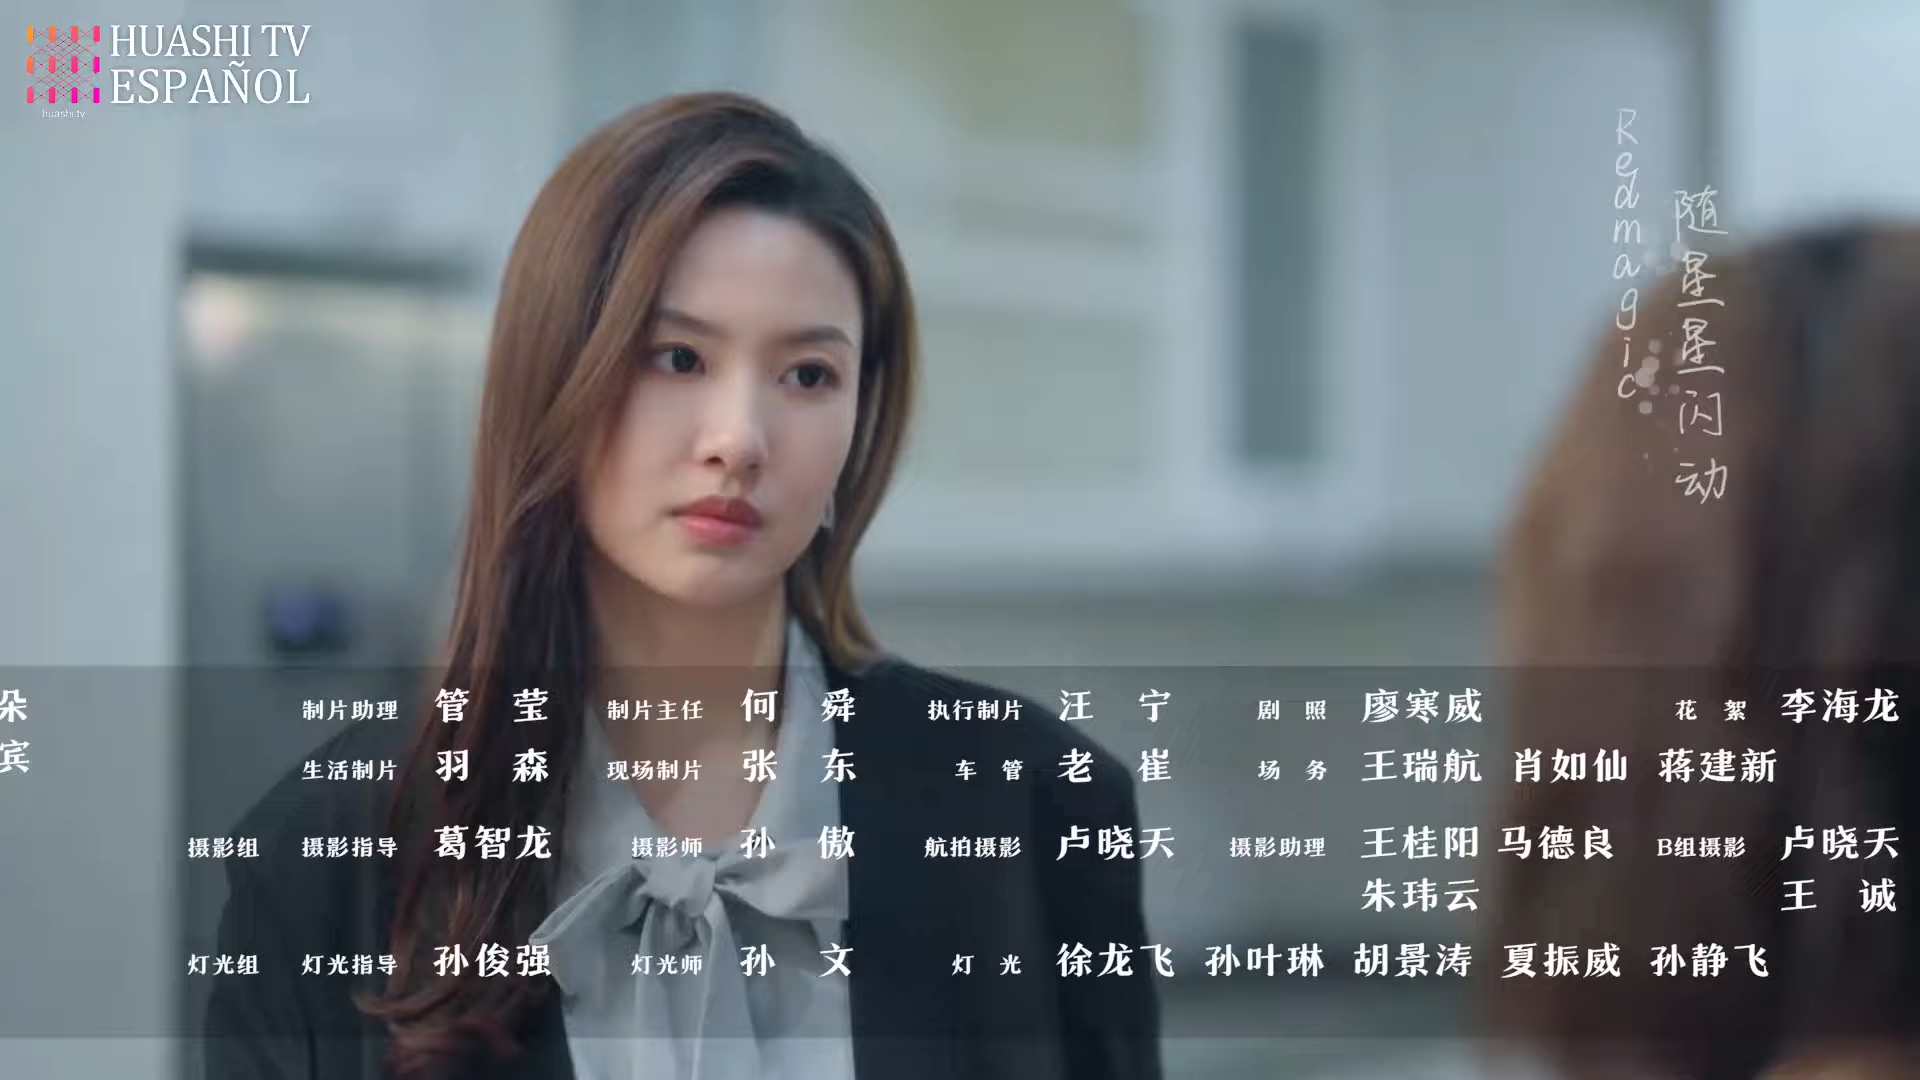 HUASHI TV
ESPAÑOL
huashi.tv
Redmagic
随星星闪动
朵
宾
制片助理 管 莹 制片主任 何 舜 执行制片 汪 宁 剧 照 廖寒威 花 絮 李海龙
生活制片 羽 森 现场制片 张 东 车 管 老 崔 场 务 王瑞航 肖如仙 蒋建新
摄影组 摄影指导 葛智龙 摄影师 孙 傲 航拍摄影 卢晓天 摄影助理 王桂阳 马德良 B组摄影 卢晓天
朱玮云 王 诚
灯光组 灯光指导 孙俊强 灯光师 孙 文 灯 光 徐龙飞 孙叶琳 胡景涛 夏振威 孙静飞